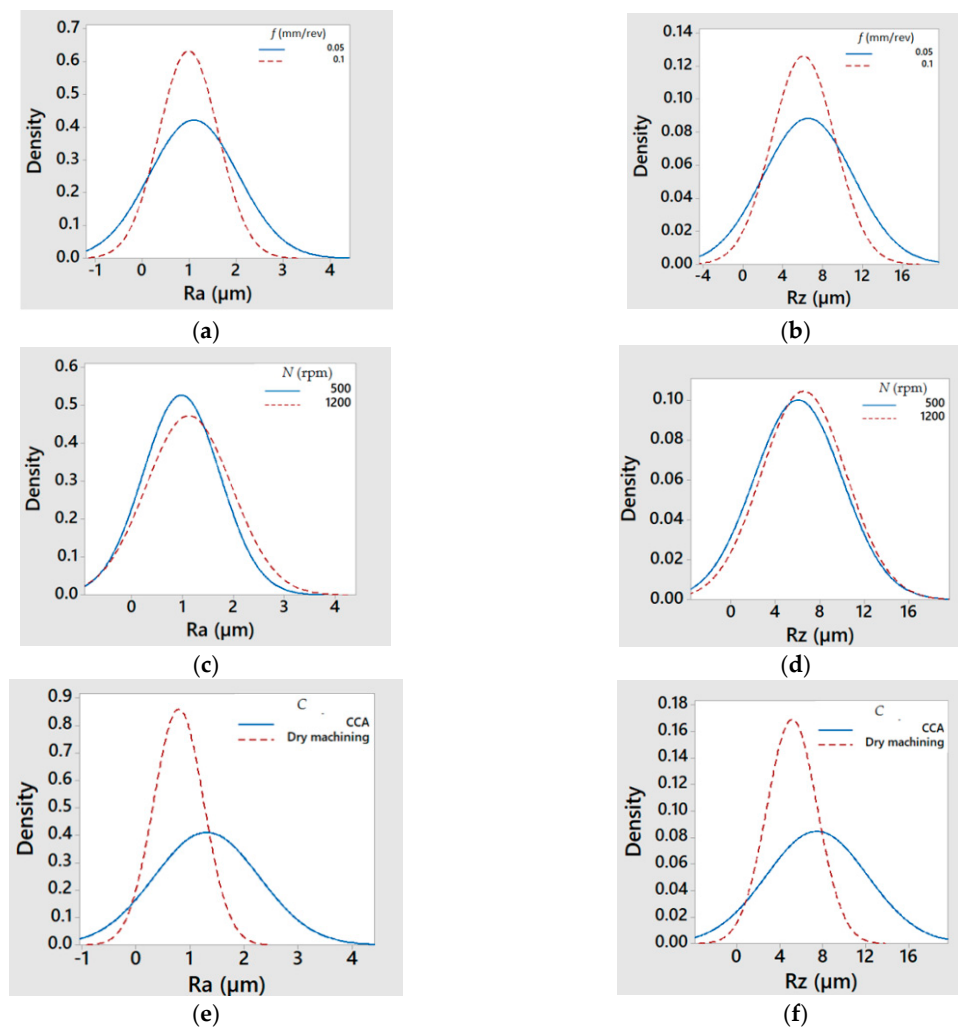 f (mm/rev)
0.05
0.1
0.7
0.6
0.5
0.4
0.3
0.2
0.1
0.0
Density
-1 0 1 2 3 4
Ra (µm)
(a)
f (mm/rev)
0.05
0.1
0.14
0.12
0.10
0.08
0.06
0.04
0.02
0.00
Density
-4 0 4 8 12 16
Rz (µm)
(b)
N (rpm)
500
1200
0.6
0.5
0.4
0.3
0.2
0.1
0.0
Density
0 1 2 3 4
Ra (µm)
(c)
N (rpm)
500
1200
0.10
0.08
0.06
0.04
0.02
0.00
Density
0 4 8 12 16
Rz (µm)
(d)
C
CCA
Dry machining
0.9
0.8
0.7
0.6
0.5
0.4
0.3
0.2
0.1
0.0
Density
-1 0 1 2 3 4
Ra (µm)
(e)
C
CCA
Dry machining
0.18
0.16
0.14
0.12
0.10
0.08
0.06
0.04
0.02
0.00
Density
0 4 8 12 16
Rz (µm)
(f)